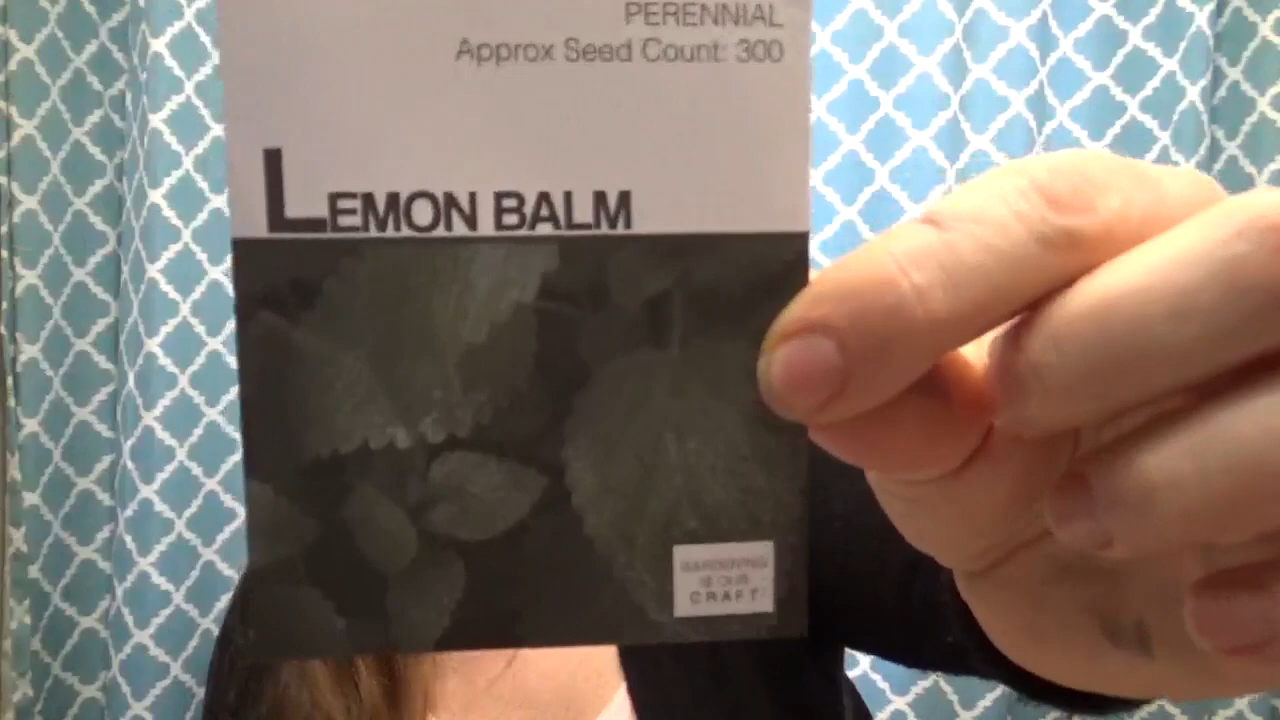 PERENNIAL
Approx Seed Count: 300
LEMON BALM
GARDENING
IS OUR
CRAFT